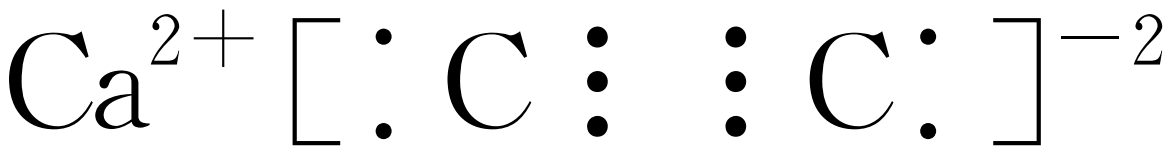 Ca²⁺ [ : C ⋮ ⋮ C : ]⁻²